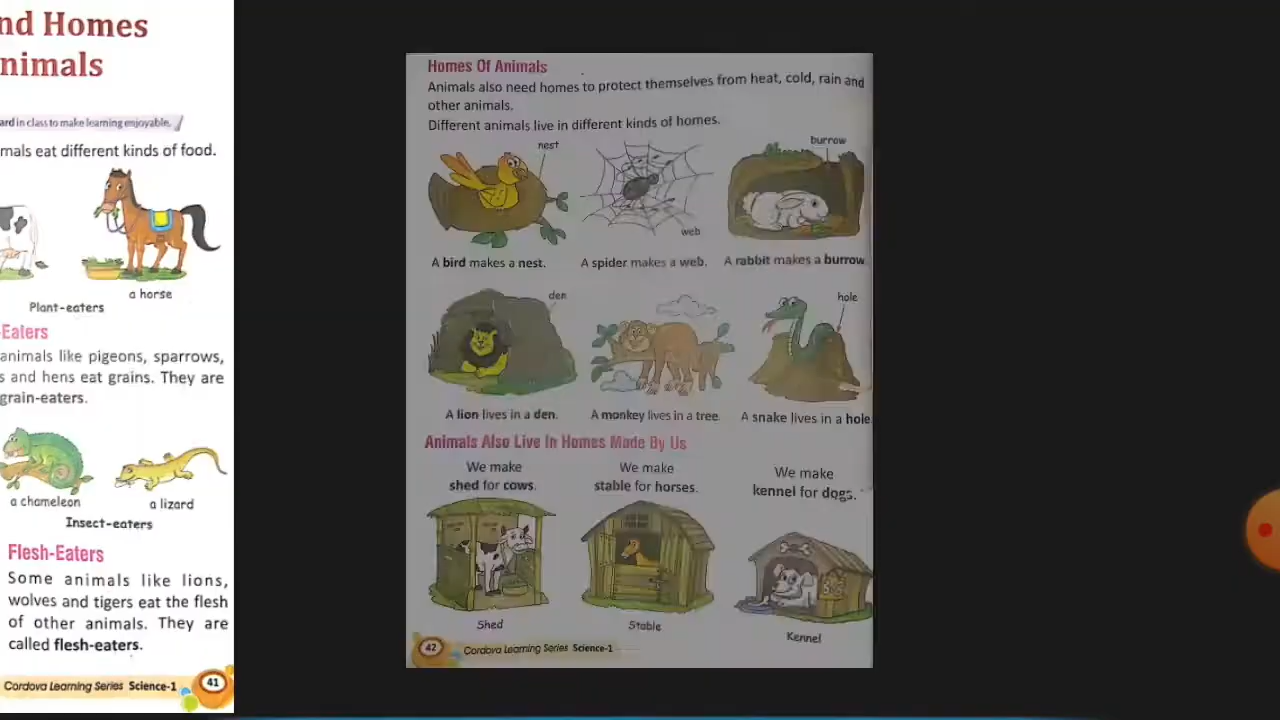 nd Homes
nimals
ard in class to make learning enjoyable.
mals eat different kinds of food.
a horse
Plant-eaters
-Eaters
animals like pigeons, sparrows,
s and hens eat grains. They are
grain-eaters.
a chameleon
a lizard
Insect-eaters
Flesh-Eaters
Some animals like lions,
wolves and tigers eat the flesh
of other animals. They are
called flesh-eaters.
Cordova Learning Series Science-1
41
Homes Of Animals
Animals also need homes to protect themselves from heat, cold, rain and
other animals.
Different animals live in different kinds of homes.
nest
web
burrow
A bird makes a nest.
A spider makes a web.
A rabbit makes a burrow
den
hole
A lion lives in a den.
A monkey lives in a tree.
A snake lives in a hole
Animals Also Live In Homes Made By Us
We make
shed for cows.
We make
stable for horses.
We make
kennel for dogs.
Shed
Stable
Kennel
42
Cordova Learning Series Science-1